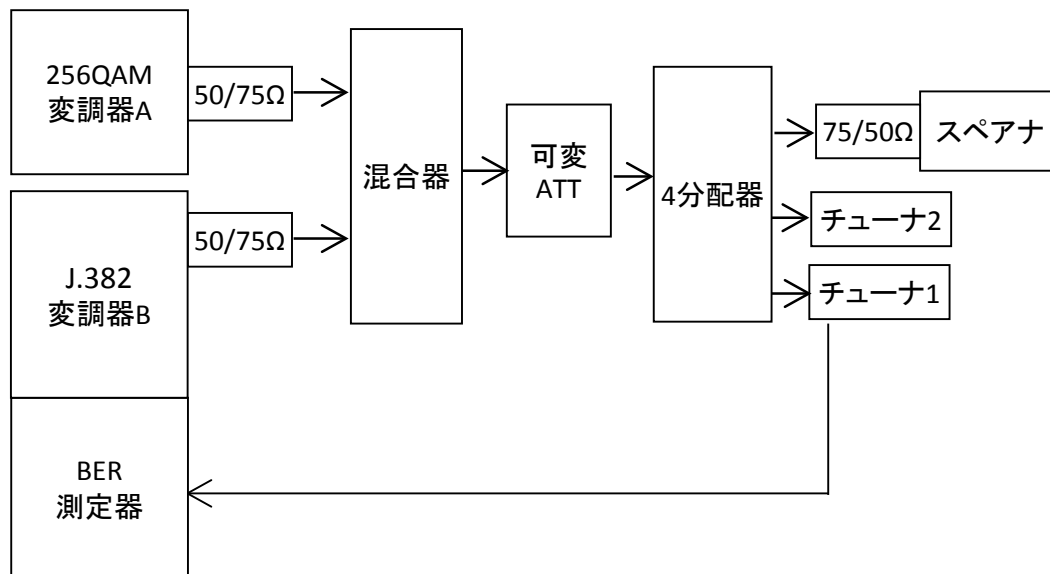 256QAM
変調器A
50/75Ω
J.382
変調器B
50/75Ω
BER
測定器
混合器
可変
ATT
4分配器
75/50Ω
スペアナ
チューナ2
チューナ1